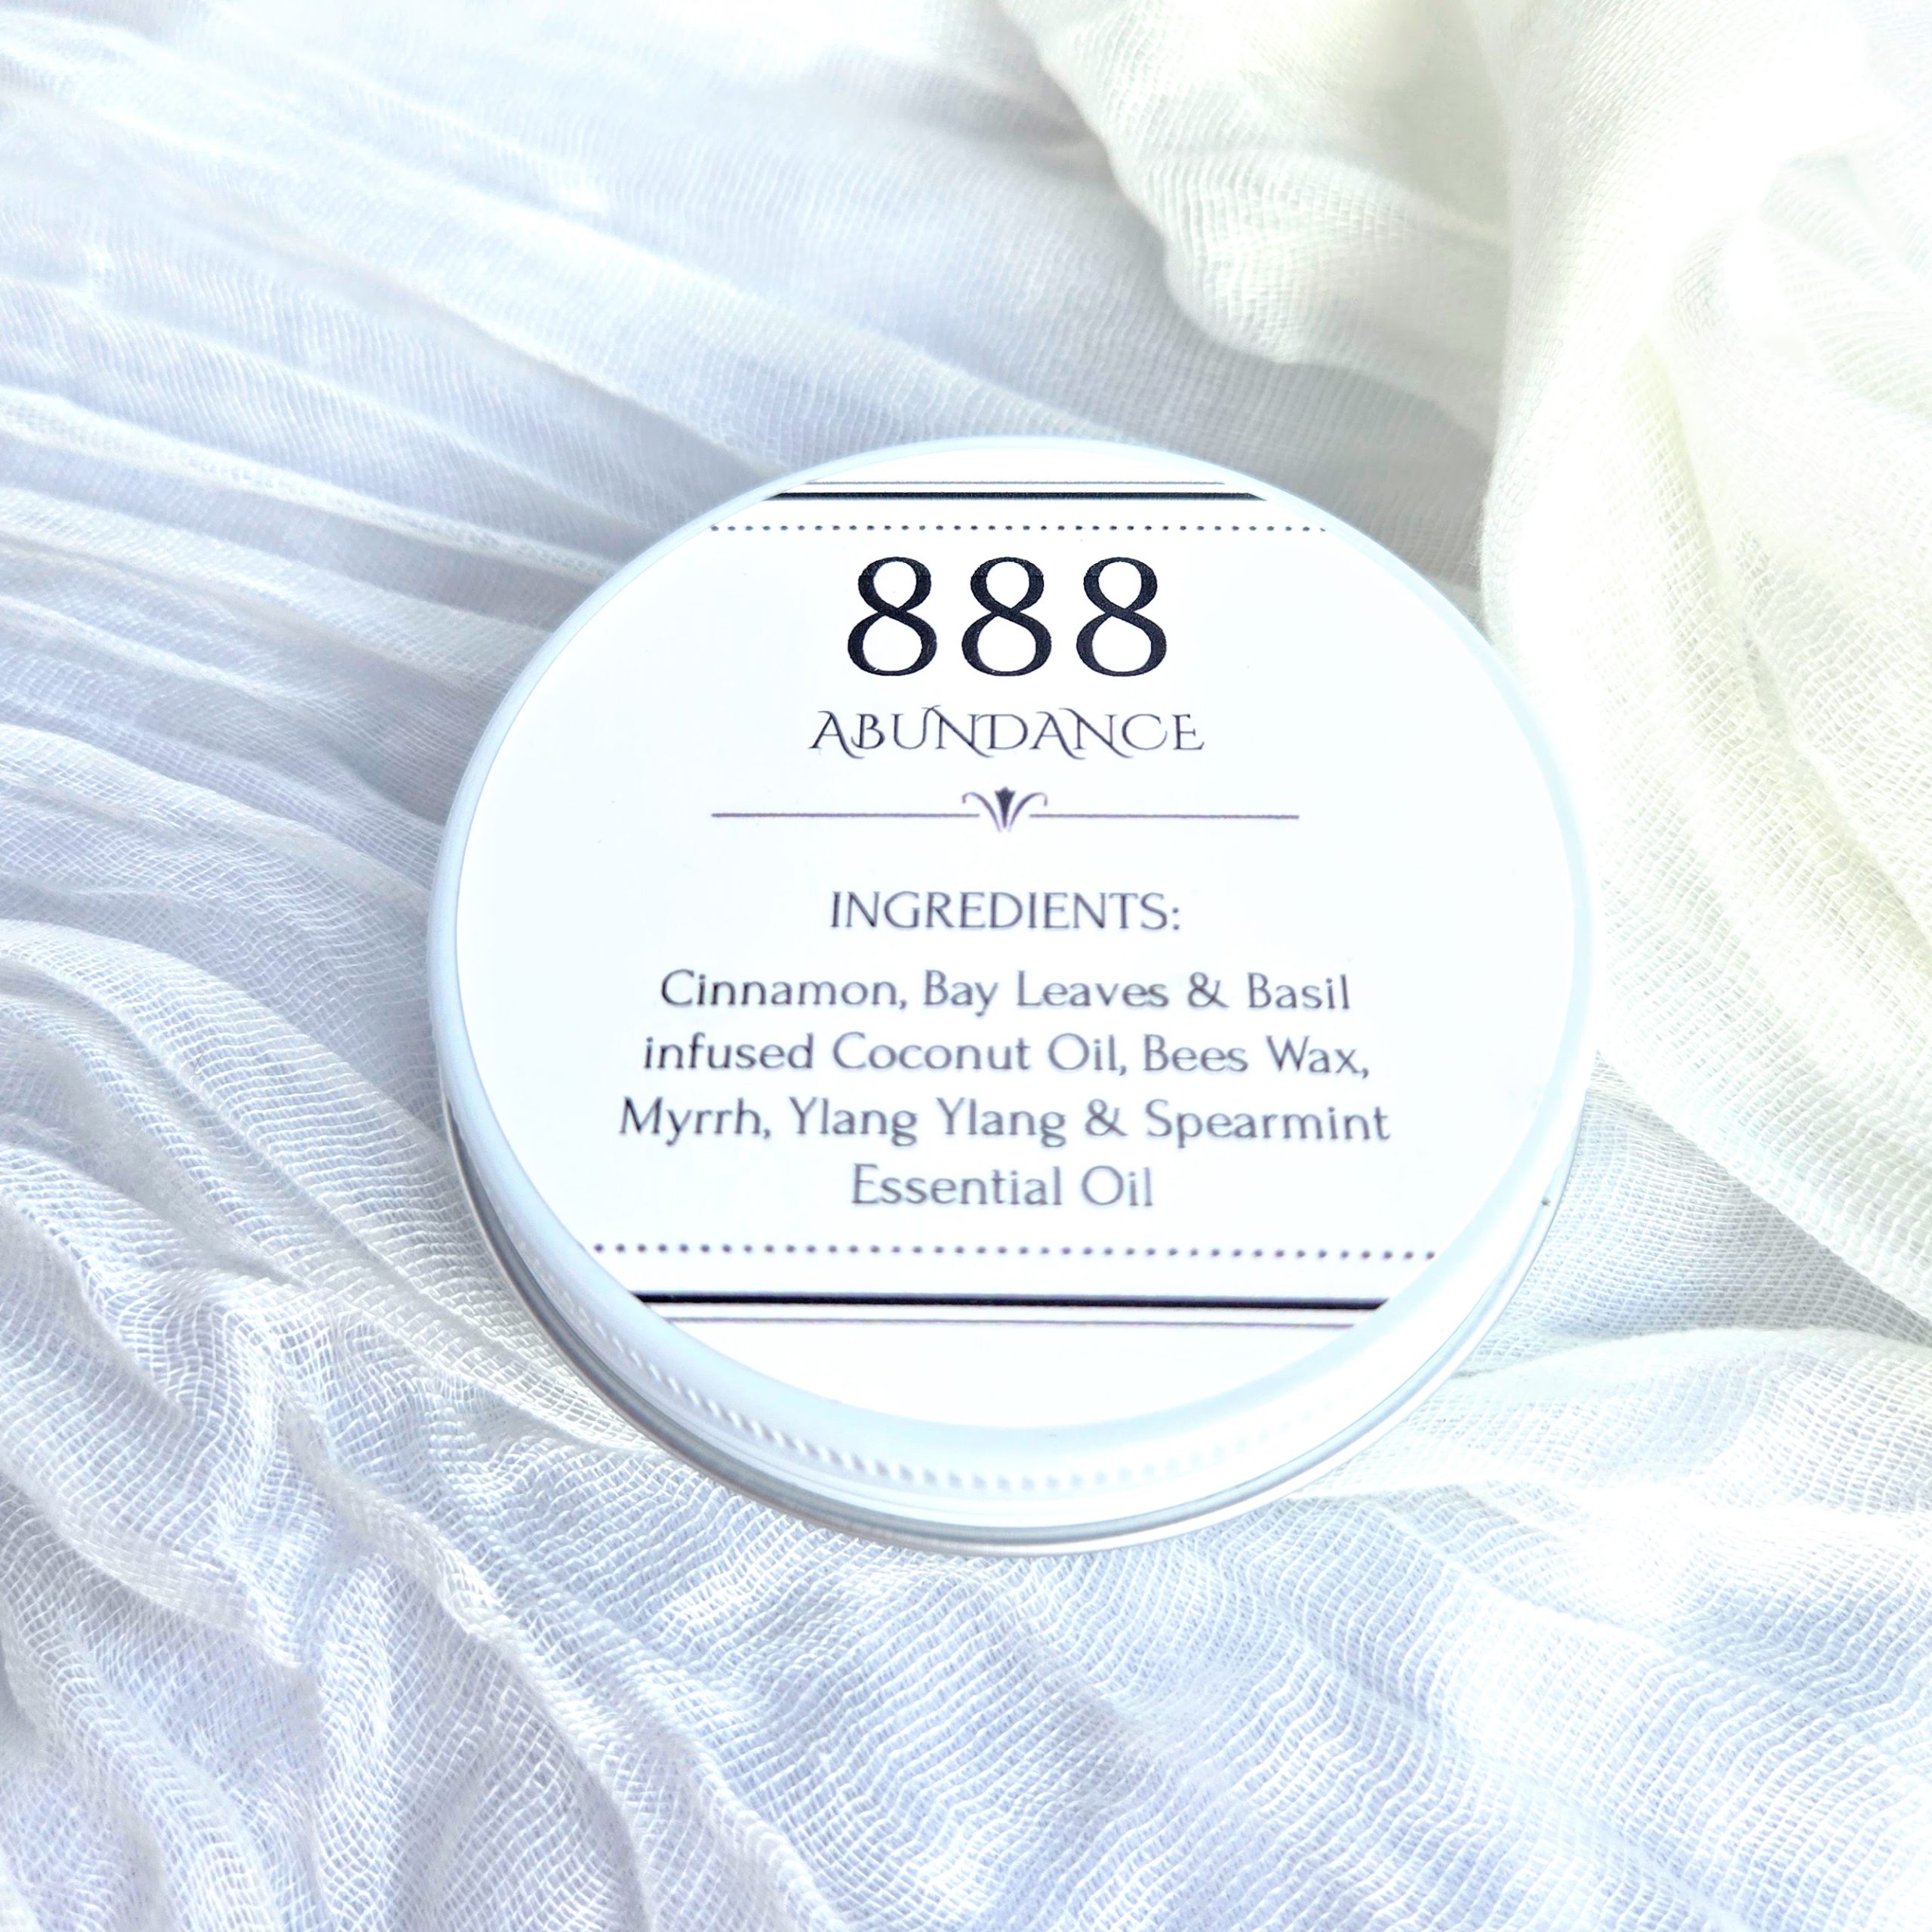 888
ABUNDANCE
INGREDIENTS:
Cinnamon, Bay Leaves & Basil
infused Coconut Oil, Bees Wax,
Myrrh, Ylang Ylang & Spearmint
Essential Oil